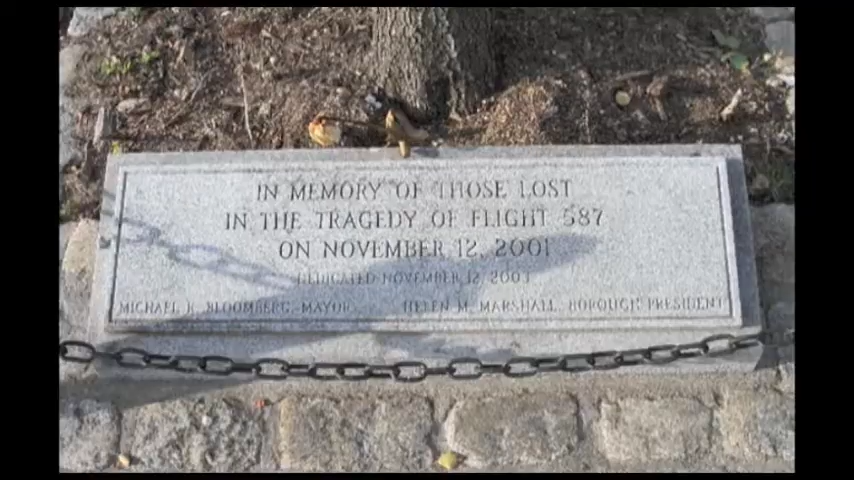 IN MEMORY OF THOSE LOST
IN THE TRAGEDY OF FLIGHT 587
ON NOVEMBER 12, 2001
DEDICATED NOVEMBER 12 2003
MICHAEL R. BLOOMBERG, MAYOR HELEN M. MARSHALL BOROUGH PRESIDENT